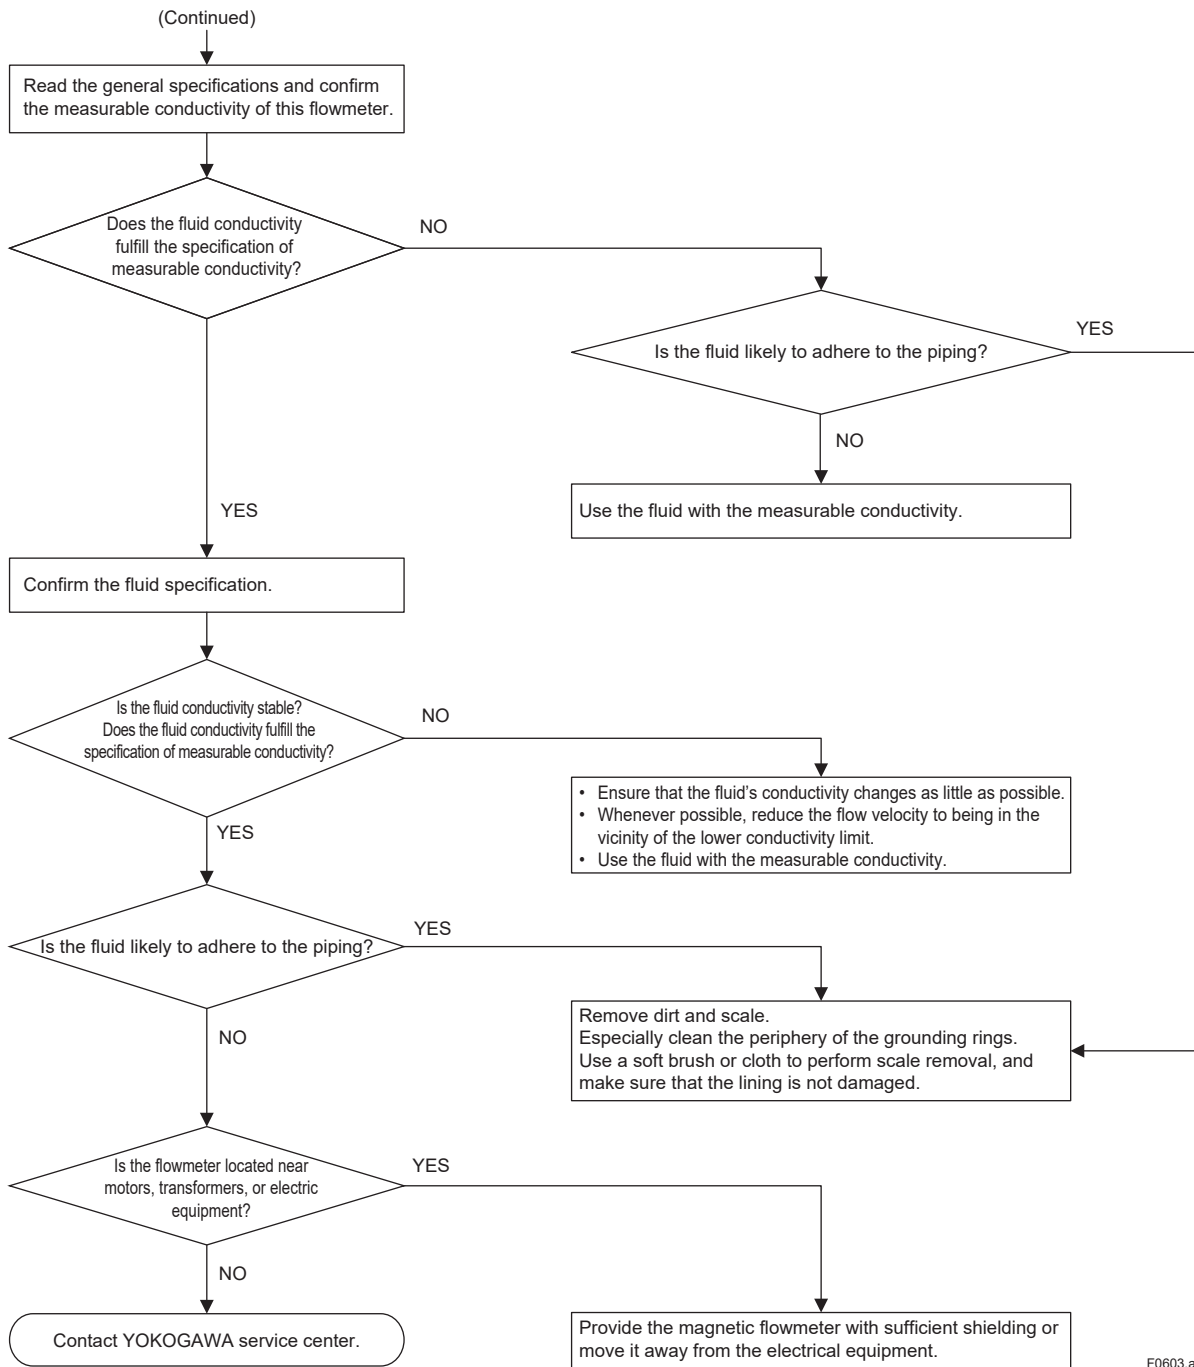 (Continued)
Read the general specifications and confirm
the measurable conductivity of this flowmeter.
Does the fluid conductivity
fulfill the specification of
measurable conductivity?
NO
Is the fluid likely to adhere to the piping?
YES
NO
Use the fluid with the measurable conductivity.
YES
Confirm the fluid specification.
Is the fluid conductivity stable?
Does the fluid conductivity fulfill the
specification of measurable conductivity?
NO
• Ensure that the fluid's conductivity changes as little as possible.
• Whenever possible, reduce the flow velocity to being in the
vicinity of the lower conductivity limit.
• Use the fluid with the measurable conductivity.
YES
Is the fluid likely to adhere to the piping?
YES
Remove dirt and scale.
Especially clean the periphery of the grounding rings.
Use a soft brush or cloth to perform scale removal, and
make sure that the lining is not damaged.
NO
Is the flowmeter located near
motors, transformers, or electric
equipment?
YES
NO
Contact YOKOGAWA service center.
Provide the magnetic flowmeter with sufficient shielding or
move it away from the electrical equipment.